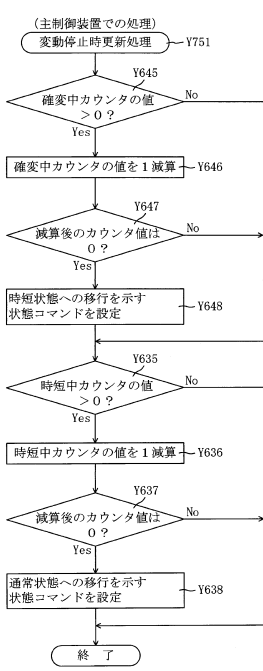 (主制御装置での処理)
変動停止時更新処理
Y751
Y645
確変中カウンタの値
>0?
No
Yes
確変中カウンタの値を1減算
Y646
Y647
減算後のカウンタ値は
0?
No
Yes
時短状態への移行を示す
状態コマンドを設定
Y648
Y635
時短中カウンタの値
>0?
No
Yes
時短中カウンタの値を1減算
Y636
Y637
減算後のカウンタ値は
0?
No
Yes
通常状態への移行を示す
状態コマンドを設定
Y638
終 了